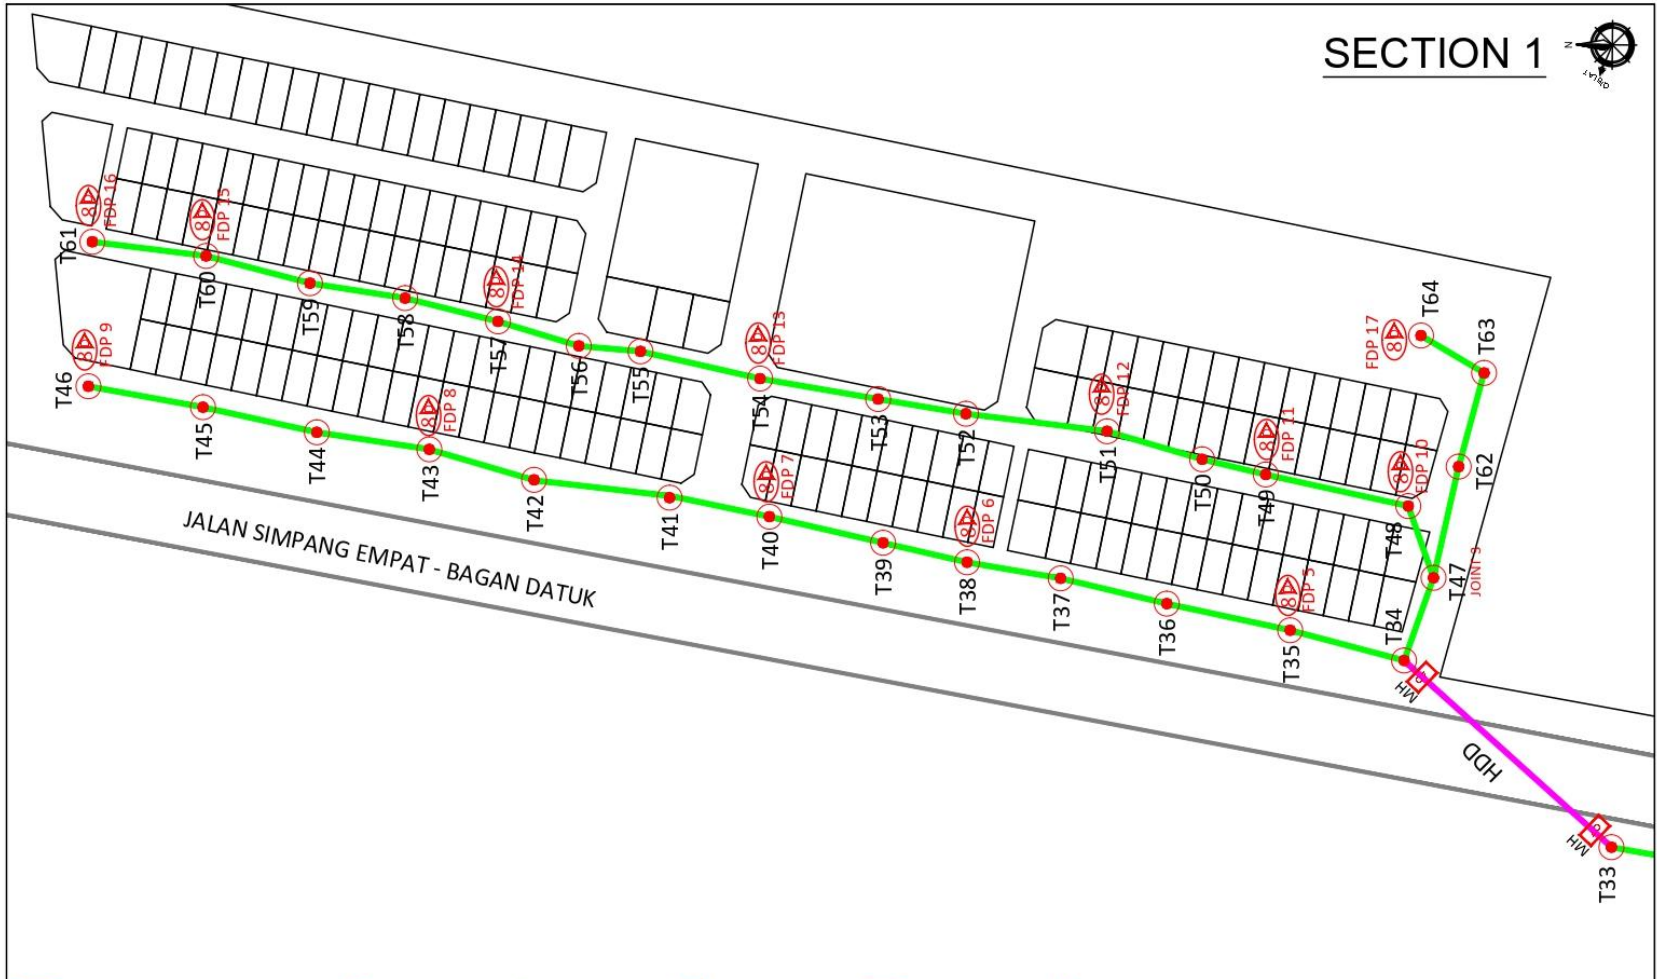 SECTION 1
N
QIBLAT
FDP 16
FDP 15
T61
T60
T59
T58
FDP 14
T57
T56
T55
FDP 13
T54
T53
T52
FDP 12
T51
T50
FDP 11
T49
FDP 10
T48
FDP 17
T64
T63
T62
T47
JOINT 3
FDP 9
T46
T45
T44
FDP 8
T43
T42
T41
FDP 7
T40
T39
FDP 6
T38
T37
T36
FDP 5
T35
T34
MH
HDD
MH
T33
JALAN SIMPANG EMPAT - BAGAN DATUK